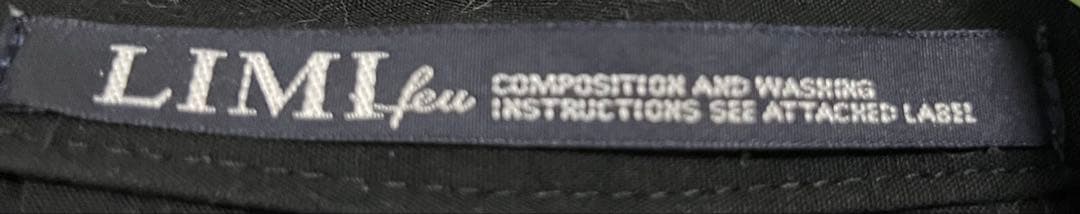 LIMI feu
COMPOSITION AND WASHING
INSTRUCTIONS SEE ATTACHED LABEL